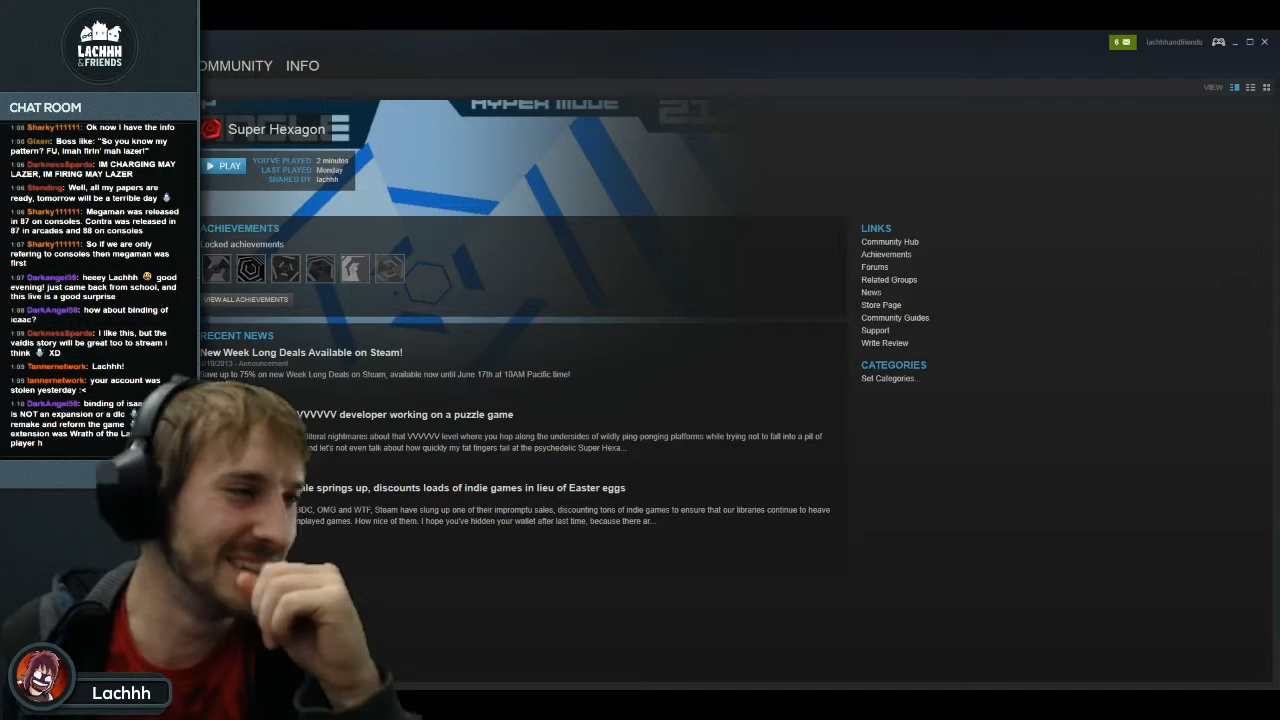 LACHHH
& FRIENDS
CHAT ROOM
1:06 Sharky111111: Ok now I have the info
1:06 Gixen: Boss like: "So you know my
pattern? FU, imah firin' mah lazer!"
1:06 DarknessSparda: IM CHARGING MAY
LAZER, IM FIRING MAY LAZER
1:06 Stending: Well, all my papers are
ready, tomorrow will be a terrible day
1:06 Sharky111111: Megaman was released
in 87 on consoles. Contra was released in
87 in arcades and 88 on consoles
1:07 Sharky111111: So if we are only
refering to consoles then megaman was
first
1:07 Darkangel59: heeey Lachhh good
evening! just came back from school, and
this live is a good surprise
1:08 DarkAngel59: how about binding of
icaac?
1:09 DarknessSparda: I like this, but the
valdis story will be great too to stream i
think XD
1:09 Tannernetwork: Lachhh!
1:09 tannernetwork: your account was
stolen yesterday :<
1:10 DarkAngel59: binding of isaa
is NOT an expansion or a dlc
remake and reform the game
extension was Wrath of the La
player h
OMMUNITY INFO
6 lachhhandfriends
VIEW
HYPER MODE
21
Super Hexagon
PLAY
YOU'VE PLAYED 2 minutes
LAST PLAYED Monday
SHARED BY lachhh
ACHIEVEMENTS
Locked achievements
VIEW ALL ACHIEVEMENTS
RECENT NEWS
New Week Long Deals Available on Steam!
/10/2013 - Announcement
Save up to 75% on new Week Long Deals on Steam, available now until June 17th at 10AM Pacific time!
VVVVVV developer working on a puzzle game
literal nightmares about that VVVVVV level where you hop along the undersides of wildly ping-ponging platforms while trying not to fall into a pit of
nd let's not even talk about how quickly my fat fingers fail at the psychedelic Super Hexa...
ale springs up, discounts loads of indie games in lieu of Easter eggs
GDC, OMG and WTF, Steam have slung up one of their impromptu sales, discounting tons of indie games to ensure that our libraries continue to heave
nplayed games. How nice of them. I hope you've hidden your wallet after last time, because there ar...
LINKS
Community Hub
Achievements
Forums
Related Groups
News
Store Page
Community Guides
Support
Write Review
CATEGORIES
Set Categories...
Lachhh